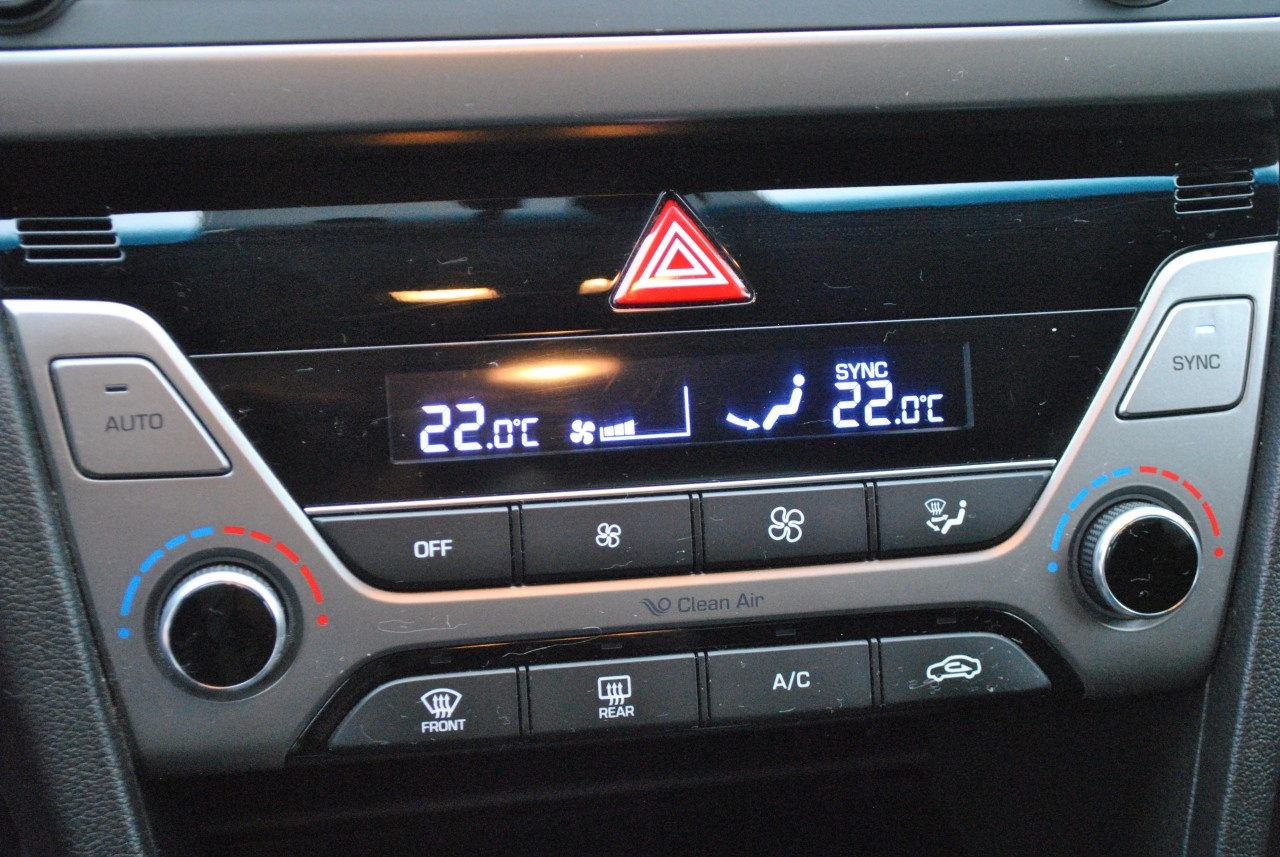 AUTO
SYNC
SYNC
22.0°C
22.0°C
OFF
Clean Air
FRONT
REAR
A/C